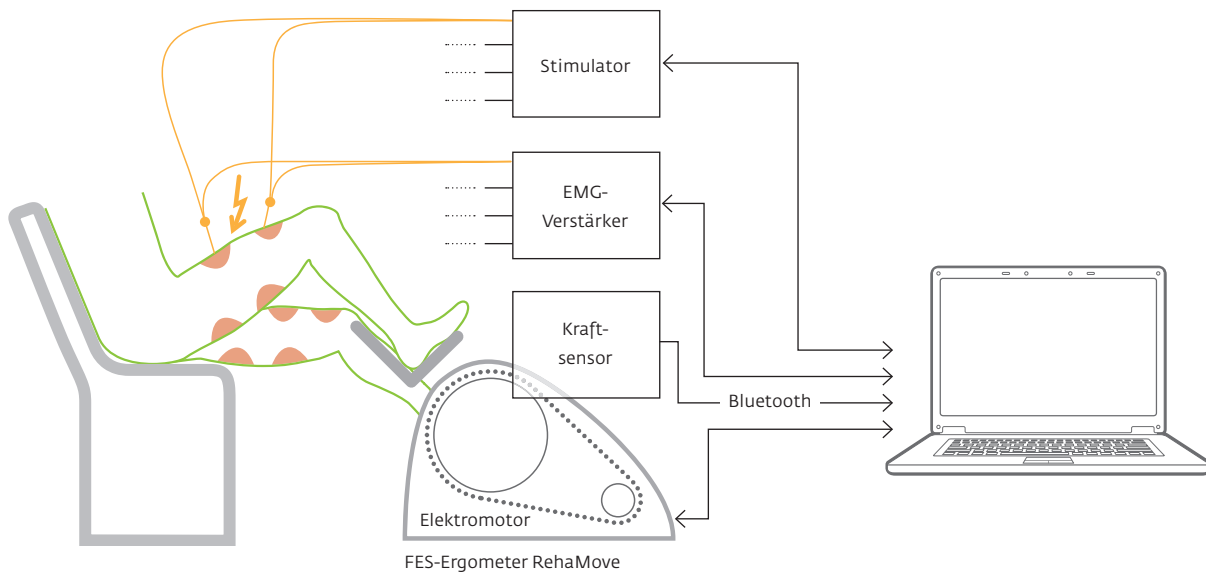 Stimulator
EMG-
Verstärker
Kraft-
sensor
Bluetooth
Elektromotor
FES-Ergometer RehaMove